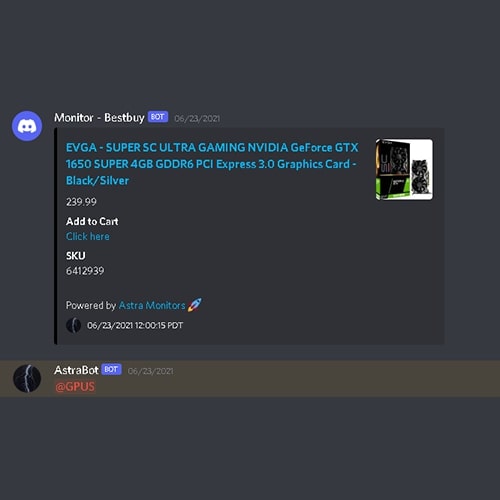 Monitor - Bestbuy BOT 06/23/2021
EVGA - SUPER SC ULTRA GAMING NVIDIA GeForce GTX
1650 SUPER 4GB GDDR6 PCI Express 3.0 Graphics Card -
Black/Silver
239.99
Add to Cart
Click here
SKU
6412939
Powered by Astra Monitors 🚀
06/23/2021 12:00:15 PDT
AstraBot BOT 06/23/2021
@GPUS